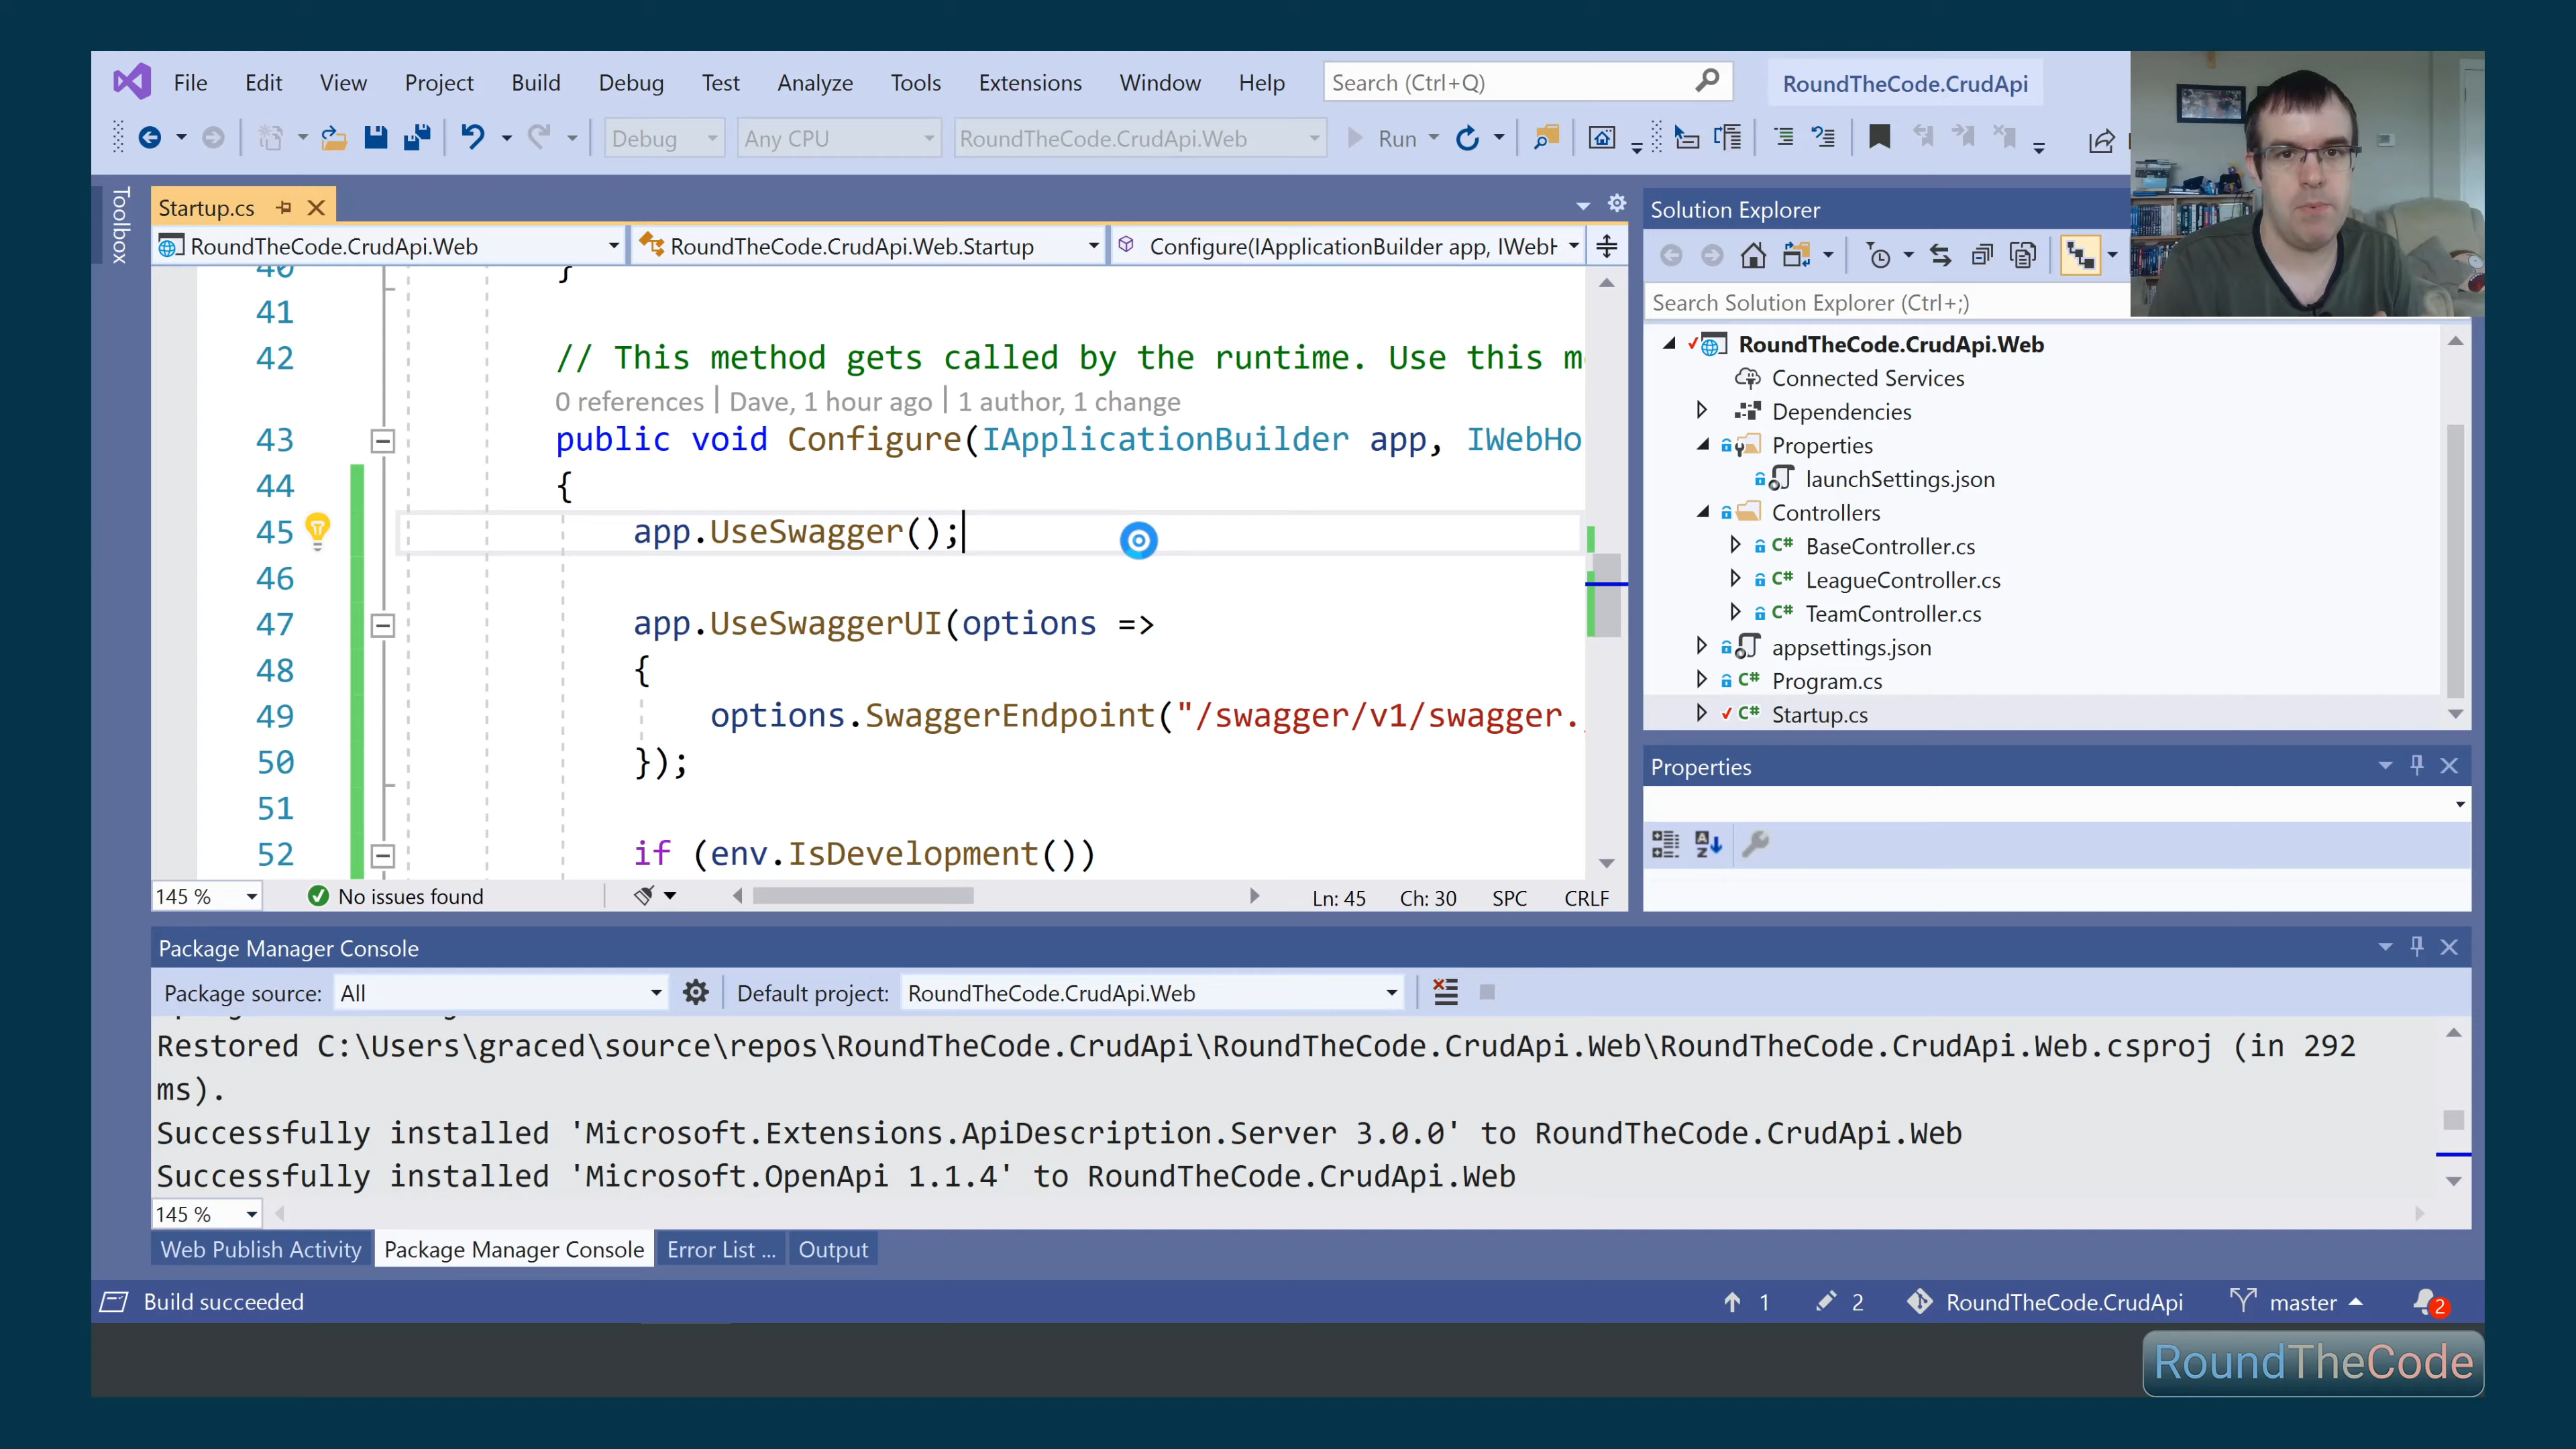 File Edit View Project Build Debug Test Analyze Tools Extensions Window Help Search (Ctrl+Q) RoundTheCode.CrudApi
Debug Any CPU RoundTheCode.CrudApi.Web Run
Toolbox
Startup.cs
RoundTheCode.CrudApi.Web RoundTheCode.CrudApi.Web.Startup Configure(IApplicationBuilder app, IWebH
40 }
41
42 // This method gets called by the runtime. Use this m
0 references | Dave, 1 hour ago | 1 author, 1 change
43 public void Configure(IApplicationBuilder app, IWebHo
44 {
45 app.UseSwagger();
46
47 app.UseSwaggerUI(options =>
48 {
49 options.SwaggerEndpoint("/swagger/v1/swagger.
50 });
51
52 if (env.IsDevelopment())
145 % No issues found Ln: 45 Ch: 30 SPC CRLF
Solution Explorer
Search Solution Explorer (Ctrl+;)
RoundTheCode.CrudApi.Web
Connected Services
Dependencies
Properties
launchSettings.json
Controllers
C# BaseController.cs
C# LeagueController.cs
C# TeamController.cs
appsettings.json
C# Program.cs
C# Startup.cs
Properties
Package Manager Console
Package source: All Default project: RoundTheCode.CrudApi.Web
Restored C:\Users\graced\source\repos\RoundTheCode.CrudApi\RoundTheCode.CrudApi.Web\RoundTheCode.CrudApi.Web.csproj (in 292
ms).
Successfully installed 'Microsoft.Extensions.ApiDescription.Server 3.0.0' to RoundTheCode.CrudApi.Web
Successfully installed 'Microsoft.OpenApi 1.1.4' to RoundTheCode.CrudApi.Web
145 %
Web Publish Activity Package Manager Console Error List ... Output
Build succeeded 1 2 RoundTheCode.CrudApi master 2
RoundTheCode